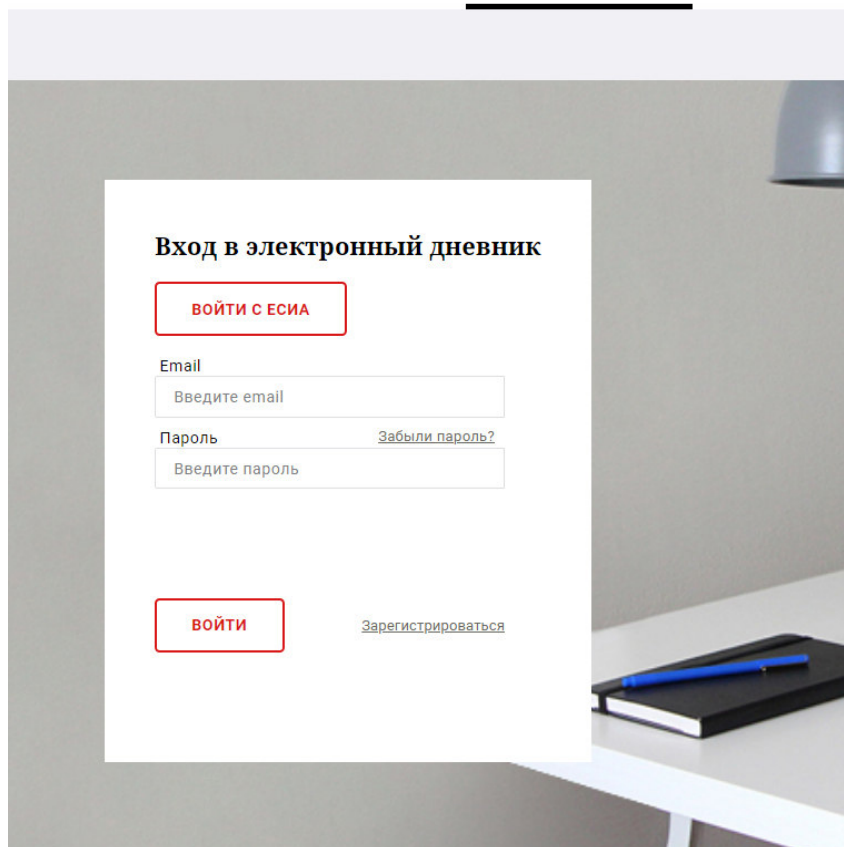 Вход в электронный дневник
ВОЙТИ С ЕСИА
Email
Введите email
Пароль Забыли пароль?
Введите пароль
ВОЙТИ Зарегистрироваться